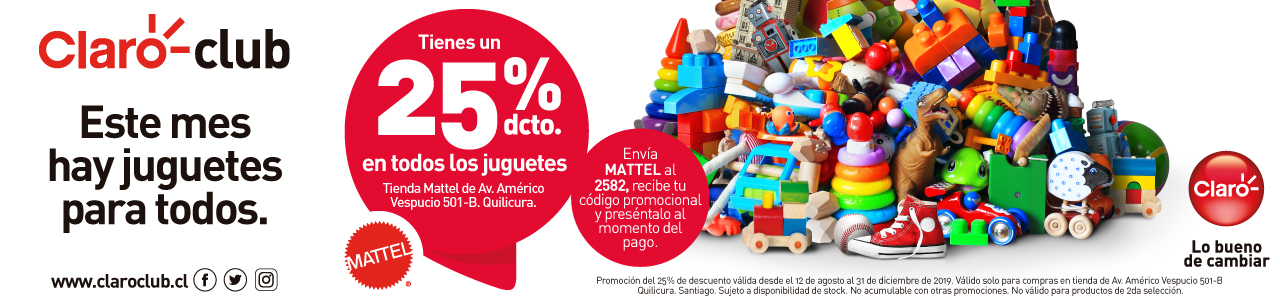 Claro-club
Este mes
hay juguetes
para todos.
www.claroclub.cl
Tienes un
25%
dcto.
en todos los juguetes
Tienda Mattel de Av. Américo
Vespucio 501-B. Quilicura.
MATTEL
Envía
MATTEL al
2582, recibe tu
código promocional
y preséntalo al
momento del
pago.
Claro-
Lo bueno
de cambiar
Promoción del 25% de descuento válida desde el 12 de agosto al 31 de diciembre de 2019. Válido solo para compras en tienda de Av. Américo Vespucio 501-B
Quilicura. Santiago. Sujeto a disponibilidad de stock. No acumulable con otras promociones. No válido para productos de 2da selección.